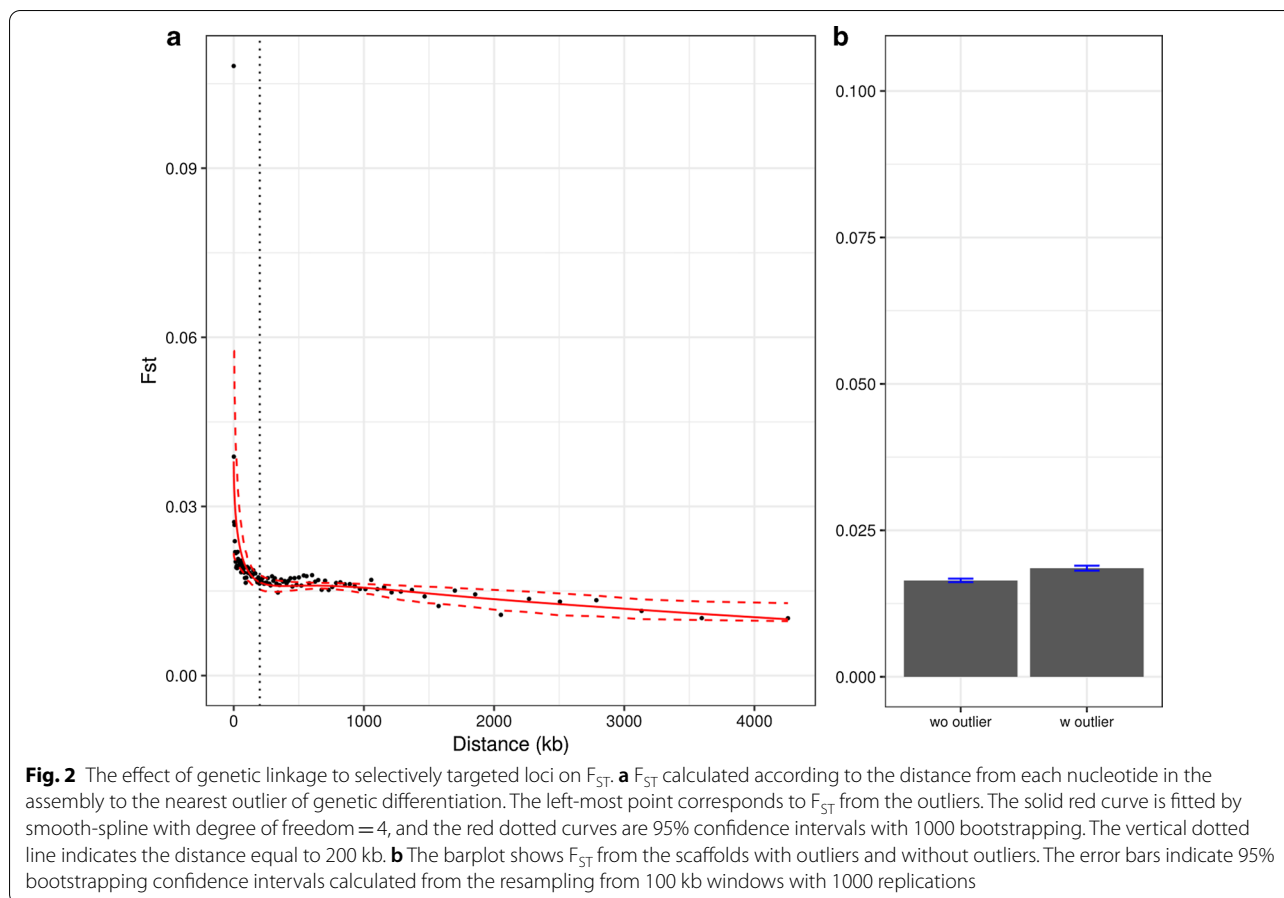 a
b
0.09
0.06
0.03
0.00
Fst
0
1000
2000
3000
4000
Distance (kb)
0.100
0.075
0.050
0.025
0.000
wo outlier
w outlier
Fig. 2 The effect of genetic linkage to selectively targeted loci on FST. a FST calculated according to the distance from each nucleotide in the
assembly to the nearest outlier of genetic differentiation. The left-most point corresponds to FST from the outliers. The solid red curve is fitted by
smooth-spline with degree of freedom = 4, and the red dotted curves are 95% confidence intervals with 1000 bootstrapping. The vertical dotted
line indicates the distance equal to 200 kb. b The barplot shows FST from the scaffolds with outliers and without outliers. The error bars indicate 95%
bootstrapping confidence intervals calculated from the resampling from 100 kb windows with 1000 replications